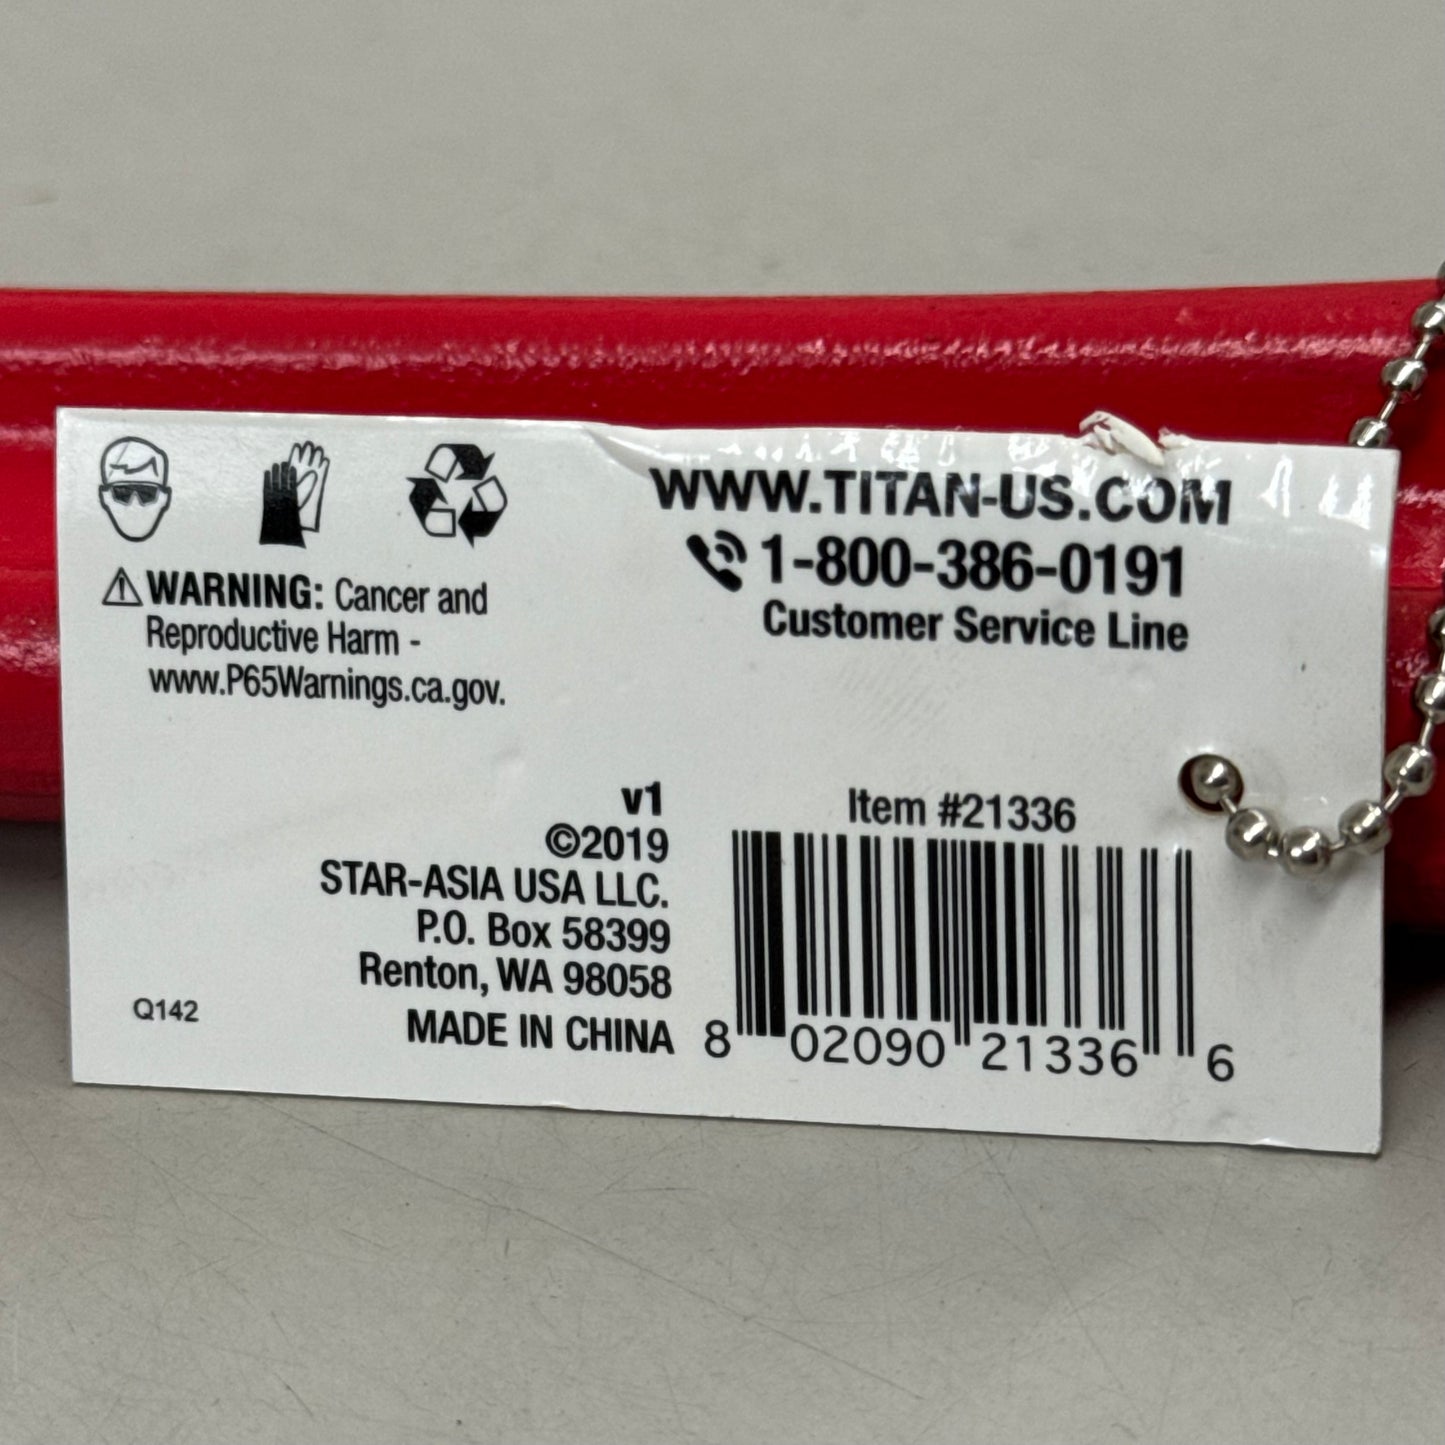 ⚠WARNING: Cancer and
Reproductive Harm -
www.P65Warnings.ca.gov.
WWW.TITAN-US.COM
1-800-386-0191
Customer Service Line
v1
©2019
STAR-ASIA USA LLC.
P.O. Box 58399
Renton, WA 98058
MADE IN CHINA
Q142
Item #21336
8 02090 21336 6